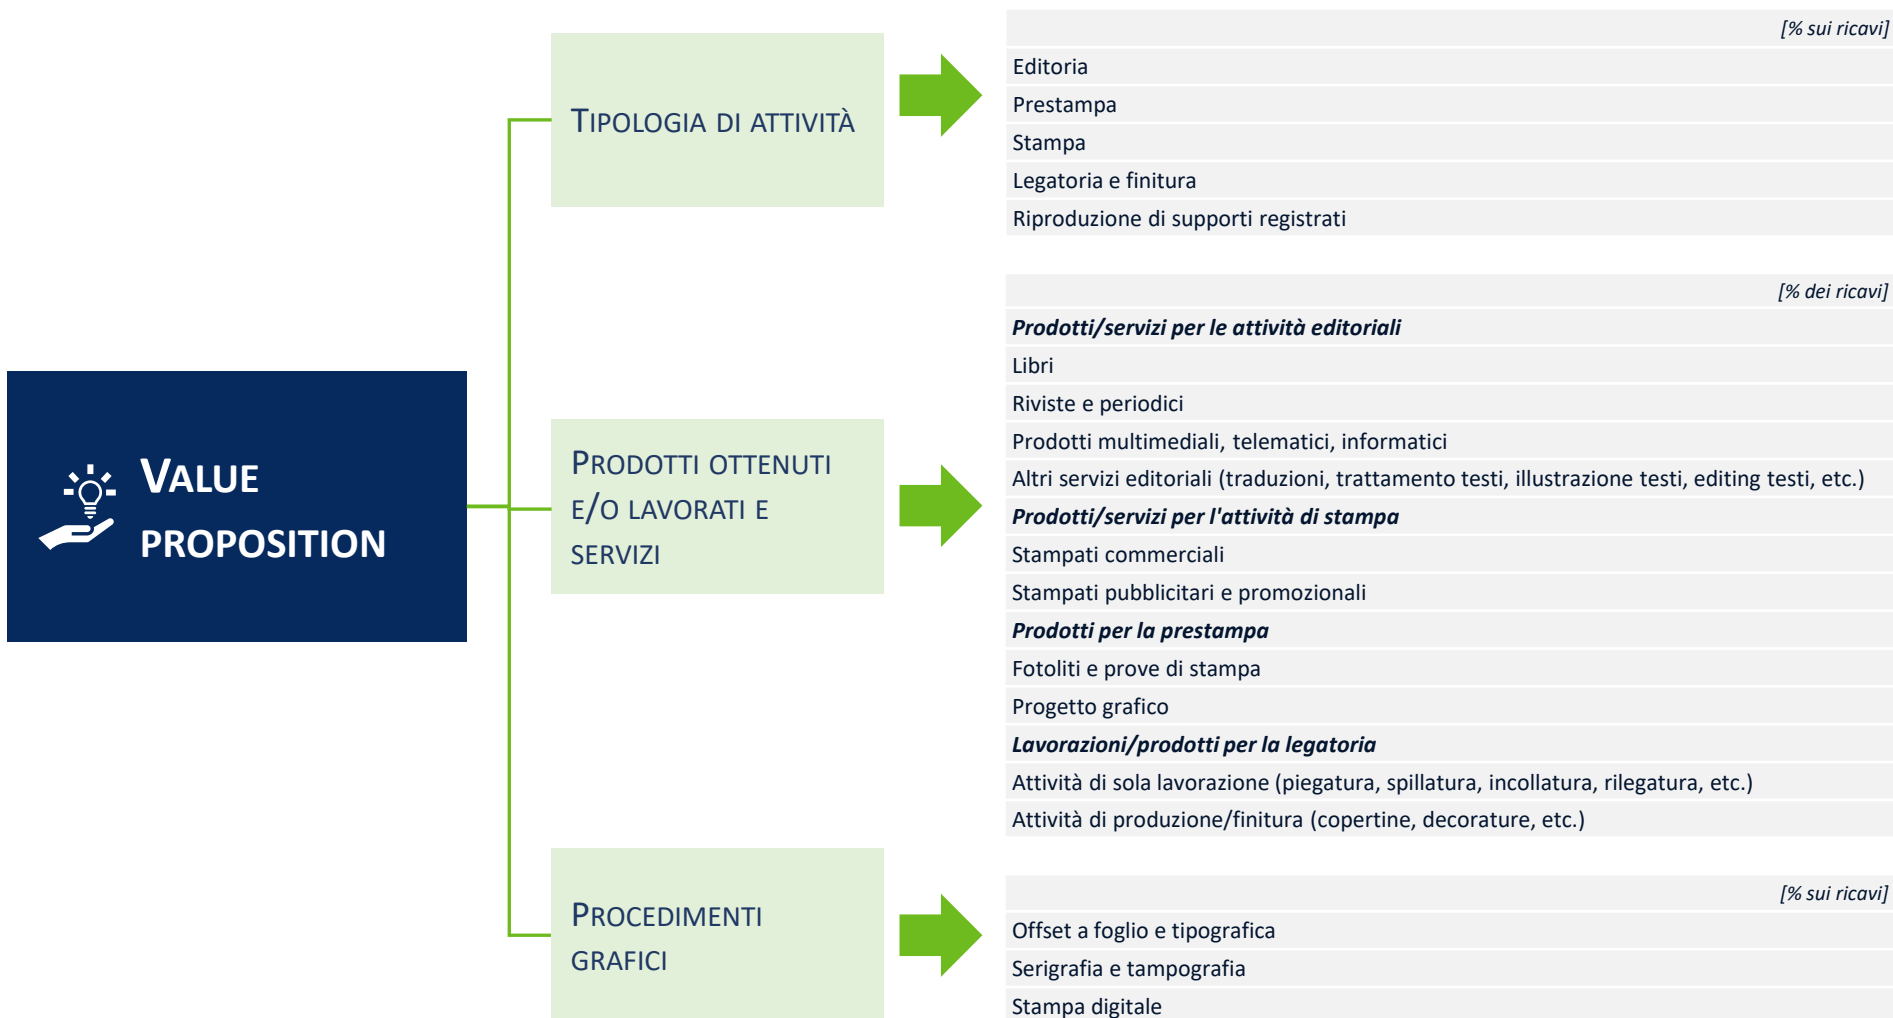 VALUE
PROPOSITION
TIPOLOGIA DI ATTIVITÀ
[% sui ricavi]
Editoria
Prestampa
Stampa
Legatoria e finitura
Riproduzione di supporti registrati
PRODOTTI OTTENUTI
E/O LAVORATI E
SERVIZI
[% dei ricavi]
Prodotti/servizi per le attività editoriali
Libri
Riviste e periodici
Prodotti multimediali, telematici, informatici
Altri servizi editoriali (traduzioni, trattamento testi, illustrazione testi, editing testi, etc.)
Prodotti/servizi per l'attività di stampa
Stampati commerciali
Stampati pubblicitari e promozionali
Prodotti per la prestampa
Fotoliti e prove di stampa
Progetto grafico
Lavorazioni/prodotti per la legatoria
Attività di sola lavorazione (piegatura, spillatura, incollatura, rilegatura, etc.)
Attività di produzione/finitura (copertine, decorature, etc.)
PROCEDIMENTI
GRAFICI
[% sui ricavi]
Offset a foglio e tipografica
Serigrafia e tampografia
Stampa digitale